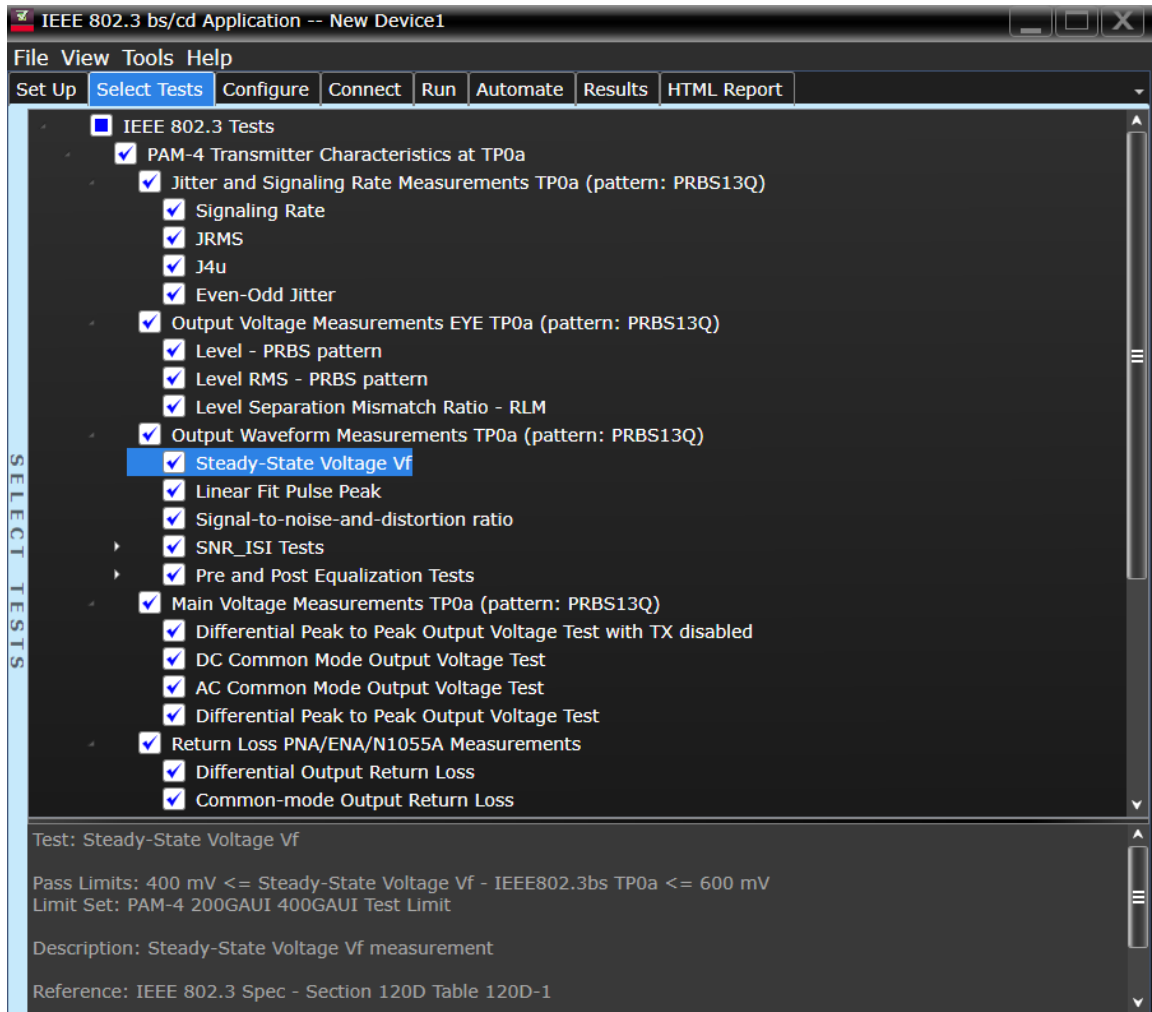 IEEE 802.3 bs/cd Application -- New Device1
File View Tools Help
Set Up Select Tests Configure Connect Run Automate Results HTML Report
IEEE 802.3 Tests
PAM-4 Transmitter Characteristics at TP0a
Jitter and Signaling Rate Measurements TP0a (pattern: PRBS13Q)
Signaling Rate
JRMS
J4u
Even-Odd Jitter
Output Voltage Measurements EYE TP0a (pattern: PRBS13Q)
Level - PRBS pattern
Level RMS - PRBS pattern
Level Separation Mismatch Ratio - RLM
Output Waveform Measurements TP0a (pattern: PRBS13Q)
Steady-State Voltage Vf
Linear Fit Pulse Peak
Signal-to-noise-and-distortion ratio
SNR_ISI Tests
Pre and Post Equalization Tests
Main Voltage Measurements TP0a (pattern: PRBS13Q)
Differential Peak to Peak Output Voltage Test with TX disabled
DC Common Mode Output Voltage Test
AC Common Mode Output Voltage Test
Differential Peak to Peak Output Voltage Test
Return Loss PNA/ENA/N1055A Measurements
Differential Output Return Loss
Common-mode Output Return Loss
SELECT TESTS
Test: Steady-State Voltage Vf
Pass Limits: 400 mV <= Steady-State Voltage Vf - IEEE802.3bs TP0a <= 600 mV
Limit Set: PAM-4 200GAUI 400GAUI Test Limit
Description: Steady-State Voltage Vf measurement
Reference: IEEE 802.3 Spec - Section 120D Table 120D-1